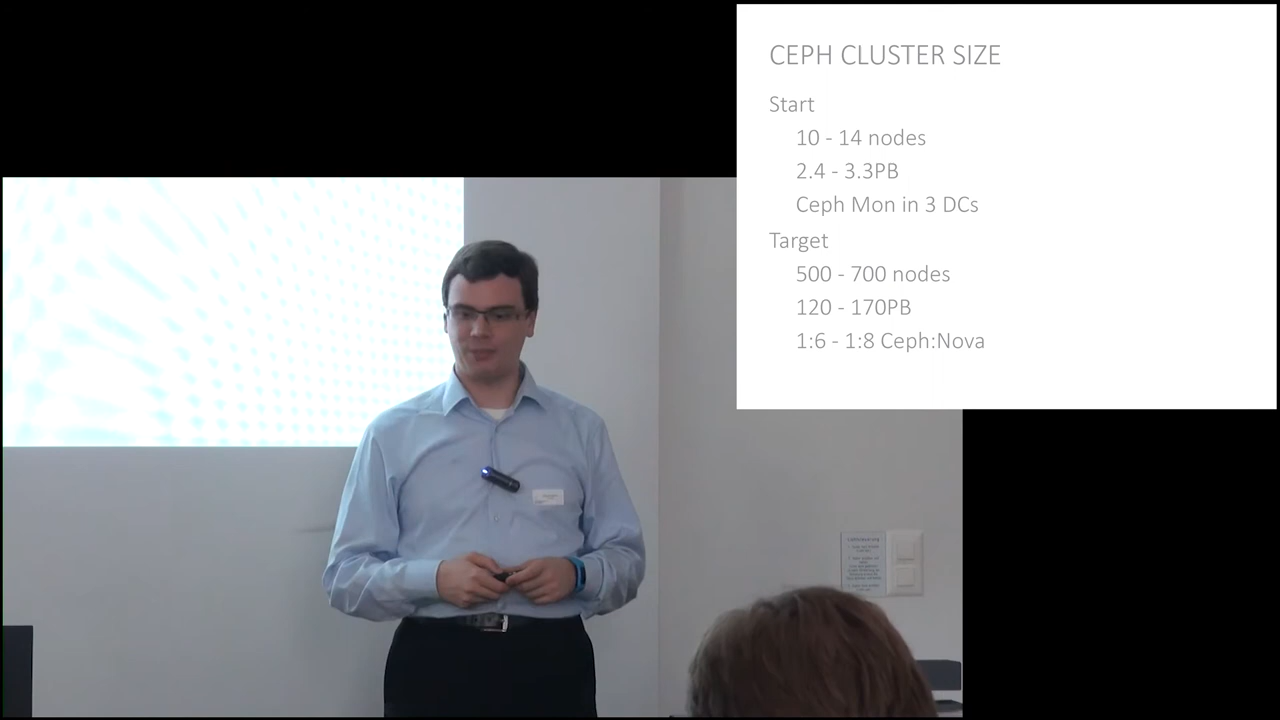 CEPH CLUSTER SIZE
Start
10 - 14 nodes
2.4 - 3.3PB
Ceph Mon in 3 DCs
Target
500 - 700 nodes
120 - 170PB
1:6 - 1:8 Ceph:Nova